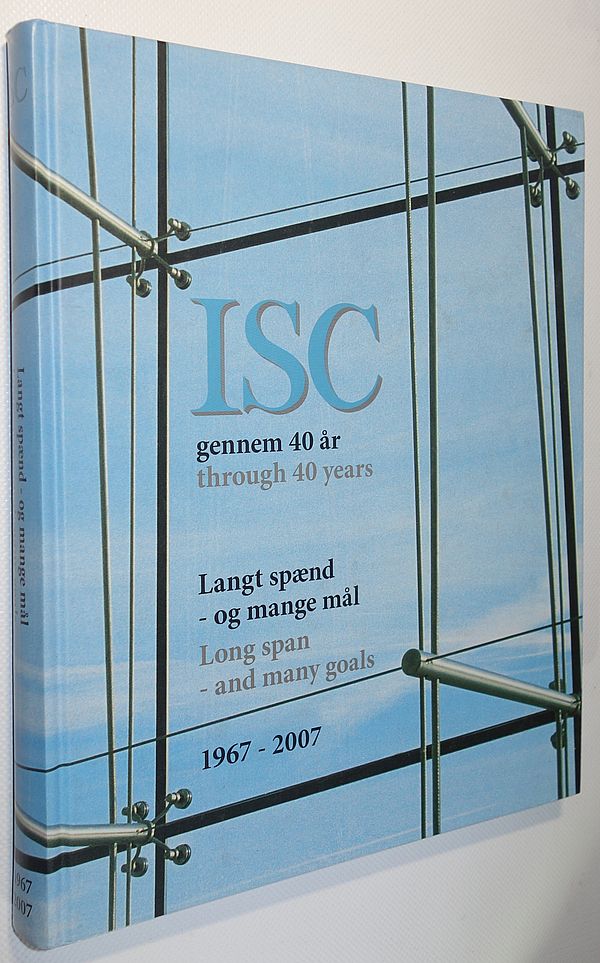 ISC
gennem 40 år
through 40 years
Langt spænd
- og mange mål
Long span
- and many goals
1967 - 2007
C
Langt spænd - og mange mål
1967
2007